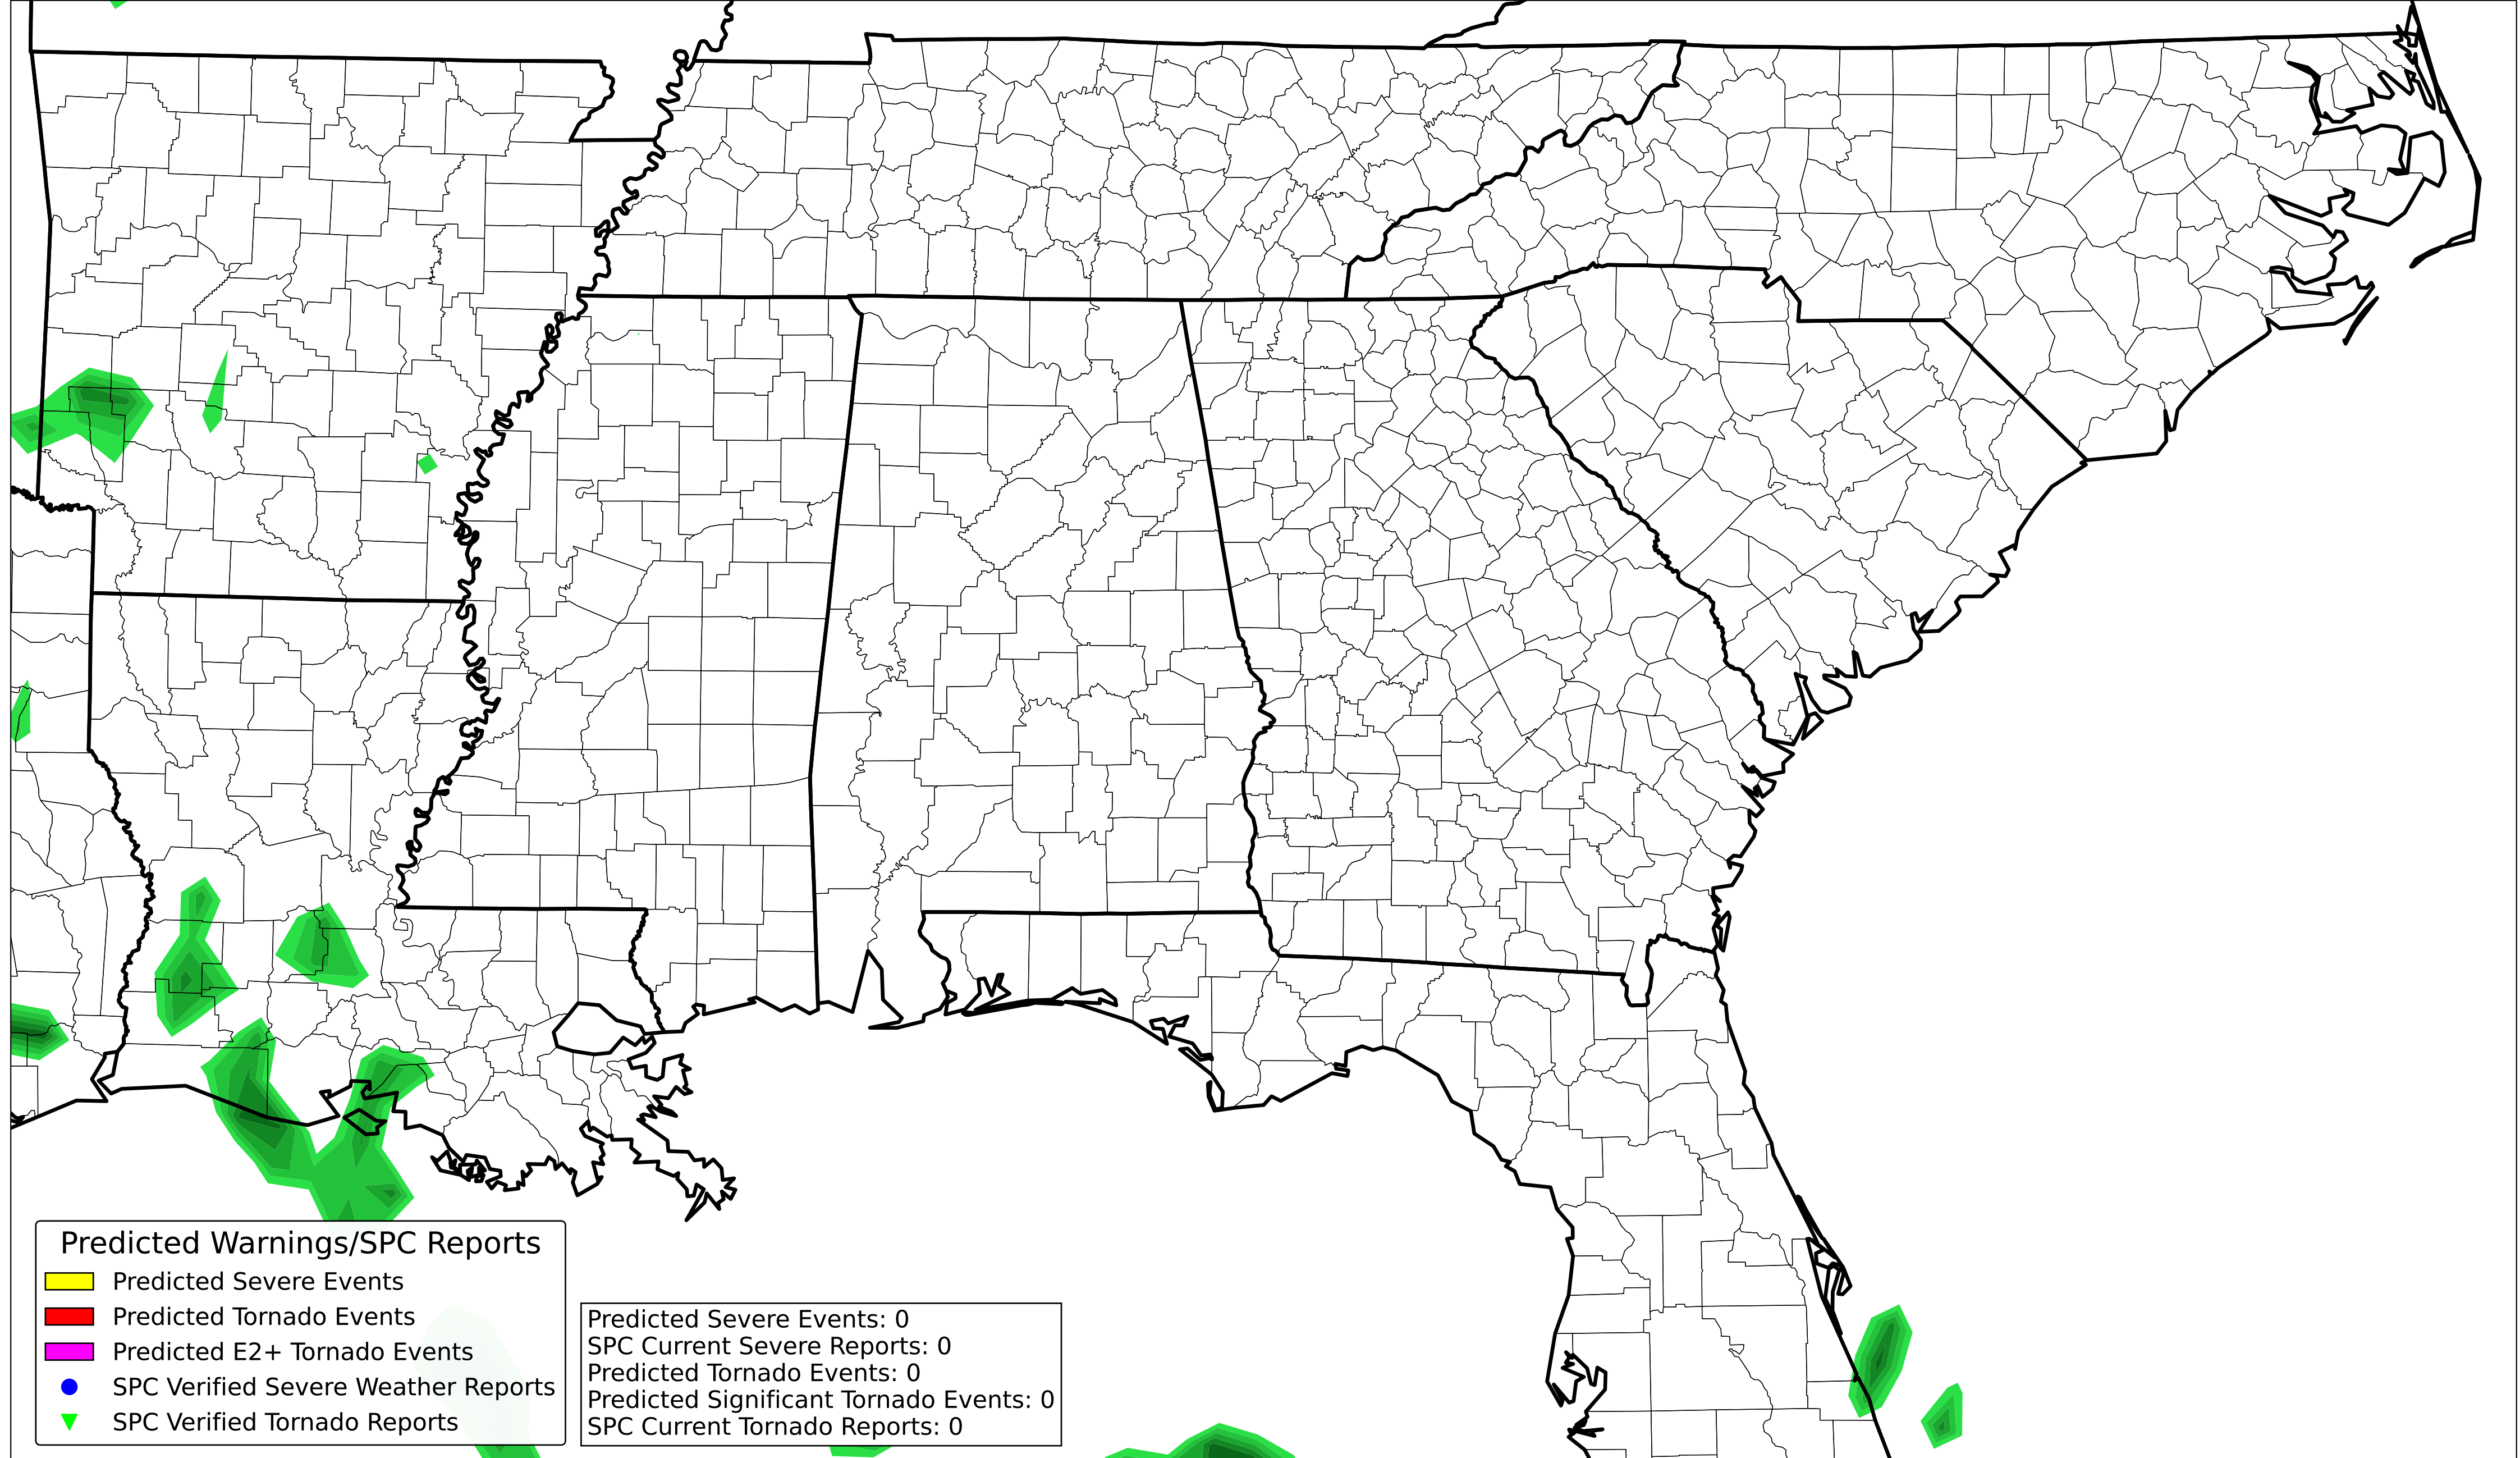 Predicted Warnings/SPC Reports
Predicted Severe Events
Predicted Tornado Events
Predicted E2+ Tornado Events
SPC Verified Severe Weather Reports
SPC Verified Tornado Reports
Predicted Severe Events: 0
SPC Current Severe Reports: 0
Predicted Tornado Events: 0
Predicted Significant Tornado Events: 0
SPC Current Tornado Reports: 0